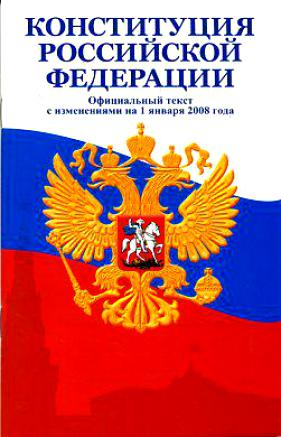 КОНСТИТУЦИЯ
РОССИЙСКОЙ
ФЕДЕРАЦИИ
Официальный текст
с изменениями на 1 января 2008 года